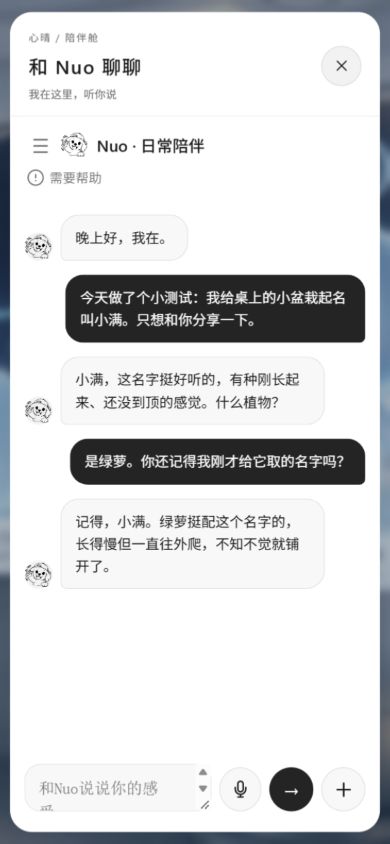 心晴 / 陪伴舱
和 Nuo 聊聊
我在这里，听你说
Nuo · 日常陪伴
需要帮助
晚上好，我在。
今天做了个小测试：我给桌上的小盆栽起名
叫小满。只想和你分享一下。
小满，这名字挺好听的，有种刚长起
来、还没到顶的感觉。什么植物？
是绿萝。你还记得我刚才给它取的名字吗？
记得，小满。绿萝挺配这个名字的，
长得慢但一直往外爬，不知不觉就铺
开了。
和Nuo说说你的感
受